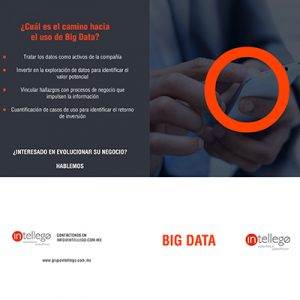 ¿Cuál es el camino hacia
el uso de Big Data?
Tratar los datos como activos de la compañía
Invertir en la exploración de datos para identificar el
valor potencial
Vincular hallazgos con procesos de negocio que
impulsen la información
Cuantificación de casos de uso para identificar el retorno
de inversión
¿INTERESADO EN EVOLUCIONAR SU NEGOCIO?
HABLEMOS
intellego
CONTÁCTENOS EN
INFO@INTELLEGO.COM.MX
www.grupointellego.com.mx
BIG DATA
intellego